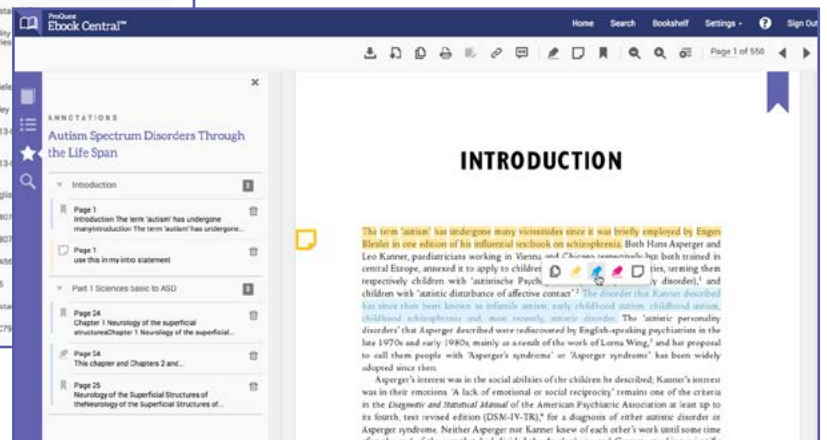 ProQuest
Ebook Central™
Home Search Bookshelf Settings ? Sign Out
Page 1 of 550
ANNOTATIONS
Autism Spectrum Disorders Through
the Life Span
Introduction
Page 1
Introduction The term 'autism' has undergone
manyIntroduction The term 'autism' has undergone...
Page 1
use this in my intro statement
Part 1 Sciences basic to ASD
Page 24
Chapter 1 Neurology of the superficial
structuresChapter 1 Neurology of the superficial...
Page 24
This chapter and Chapters 2 and...
Page 25
Neurology of the Superficial Structures of
theNeurology of the Superficial Structures of...
INTRODUCTION
The term 'autism' has undergone many vicissitudes since it was briefly employed by Eugen
Bleuler in one edition of his influential textbook on schizophrenia. Both Hans Asperger and
Leo Kanner, paediatricians working in Vienna and Chicago respectively but both trained in
central Europe, annexed it to apply to children terming them
respectively children with 'autistische disorder),¹ and
children with 'autistic disturbance of affective contact'.² The disorder that Kanner described
has since then been known as infantile autism, early childhood autism, childhood autism,
childhood schizophrenia and, most recently, autistic disorder. The 'autistic personality
disorders' that Asperger described were rediscovered by English-speaking psychiatrists in the
late 1970s and early 1980s, mainly as a result of the work of Lorna Wing,³ and her proposal
to call them people with 'Asperger's syndrome' or 'Asperger syndrome' has been widely
adopted since then.
Asperger's interest was in the social abilities of the children he described; Kanner's interest
was in their emotions. 'A lack of emotional or social reciprocity' remains one of the criteria
in the Diagnostic and Statistical Manual of the American Psychiatric Association at least up to
its fourth, text revised edition (DSM-IV-TR),⁴ for a diagnosis of either autistic disorder or
Asperger syndrome. Neither Asperger nor Kanner knew of each other's work until some time